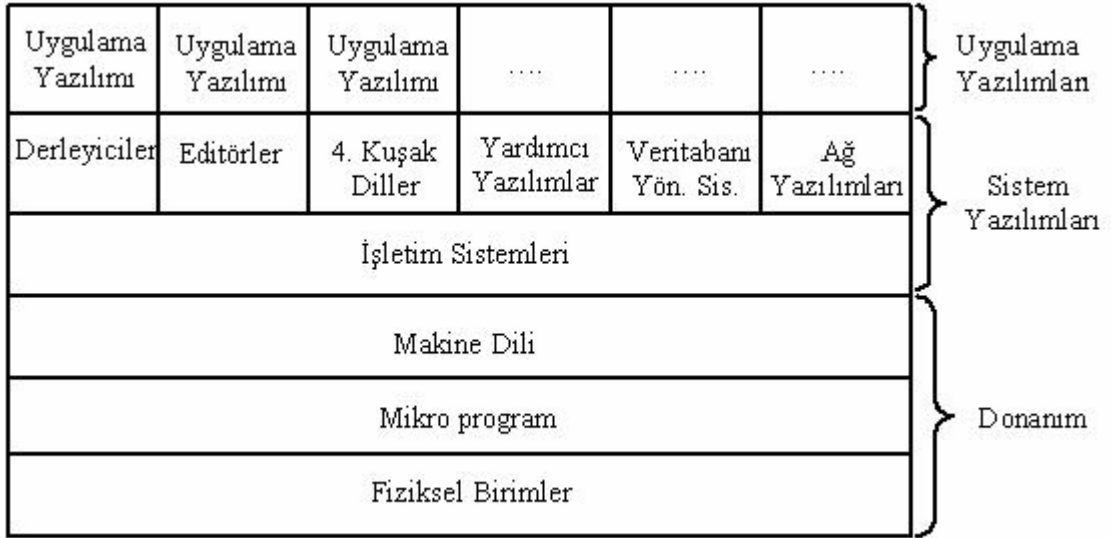 Uygulama
Yazılımı
Uygulama
Yazılımı
Uygulama
Yazılımı
....
....
....
Uygulama
Yazılımları
Derleyiciler
Editörler
4. Kuşak
Diller
Yardımcı
Yazılımlar
Veritabanı
Yön. Sis.
Ağ
Yazılımları
Sistem
Yazılımları
İşletim Sistemleri
Makine Dili
Mikro program
Donanım
Fiziksel Birimler